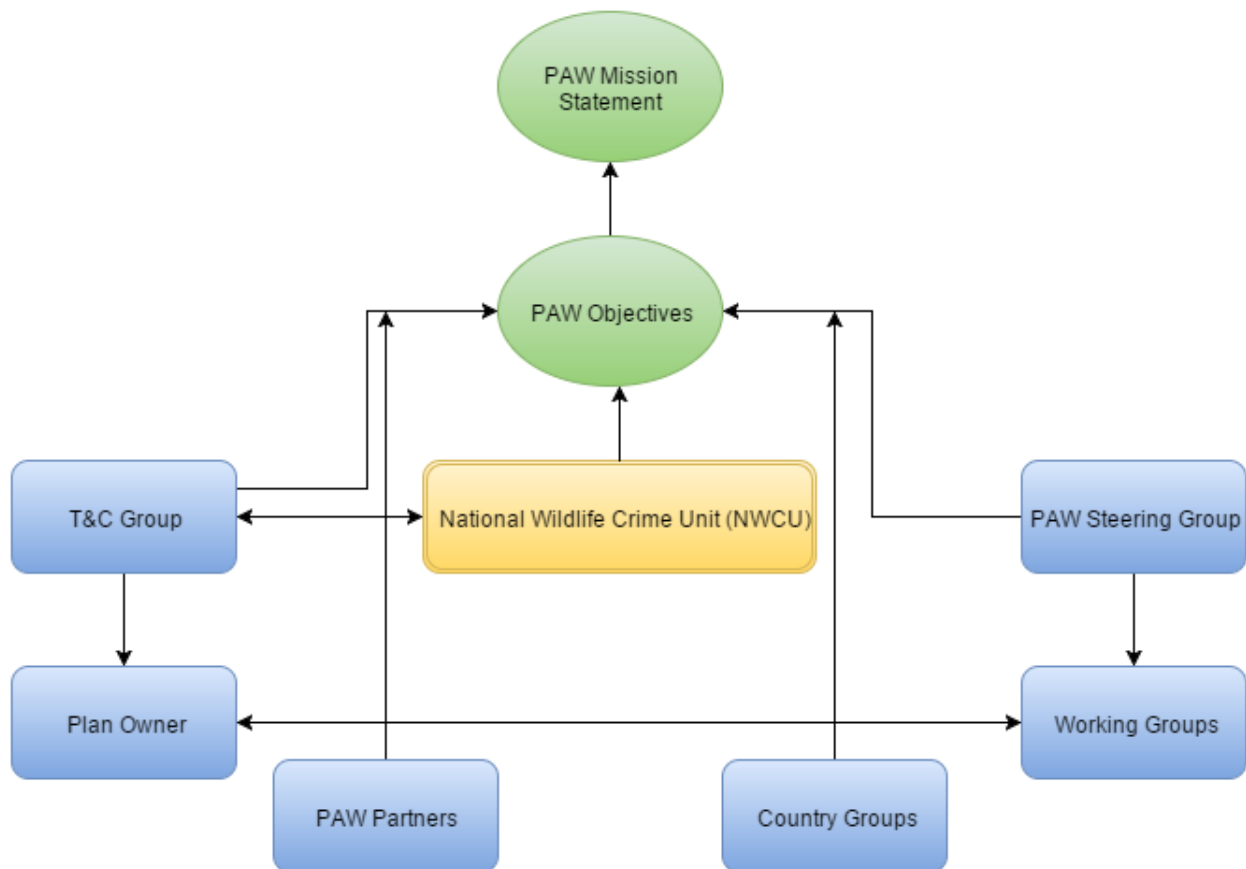 PAW Mission
Statement
PAW Objectives
T&C Group
National Wildlife Crime Unit (NWCU)
PAW Steering Group
Plan Owner
Working Groups
PAW Partners
Country Groups